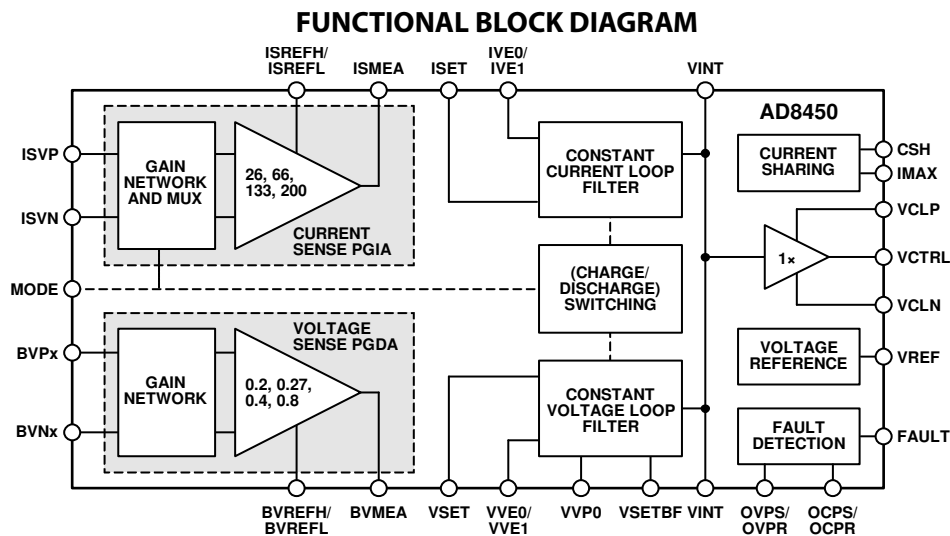 FUNCTIONAL BLOCK DIAGRAM
ISREFH/
ISREFL
ISMEA
ISET
IVE0/
IVE1
VINT
AD8450
ISVP
ISVN
GAIN
NETWORK
AND MUX
26, 66,
133, 200
CURRENT
SENSE PGIA
CONSTANT
CURRENT LOOP
FILTER
CURRENT
SHARING
CSH
IMAX
VCLP
1×
VCTRL
VCLN
MODE
(CHARGE/
DISCHARGE)
SWITCHING
BVPx
BVNx
GAIN
NETWORK
VOLTAGE
SENSE PGDA
0.2, 0.27,
0.4, 0.8
CONSTANT
VOLTAGE LOOP
FILTER
VOLTAGE
REFERENCE
VREF
FAULT
DETECTION
FAULT
BVREFH/
BVREFL
BVMEA
VSET
VVE0/
VVE1
VVP0
VSETBF
VINT
OVPS/
OVPR
OCPS/
OCPR